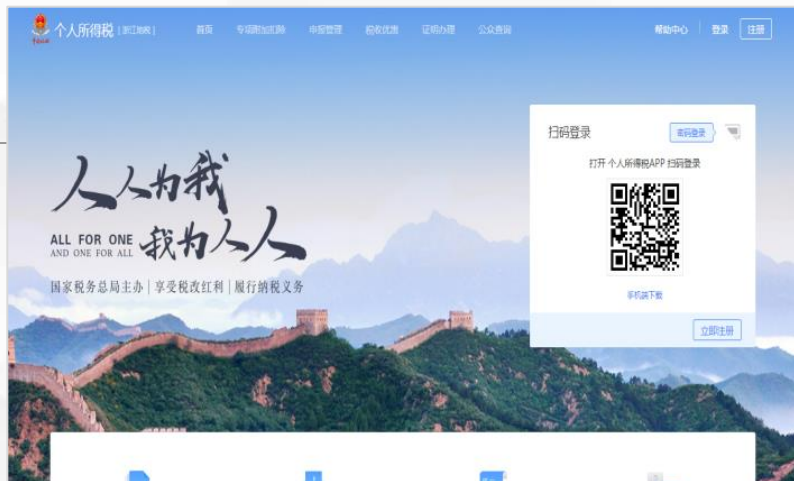 个人所得税 首页 专项附加扣除 申报管理 税收优惠 证明办理 公众查询 帮助中心 登录 注册
扫码登录 密码登录
打开 个人所得税APP 扫码登录
人人为我
ALL FOR ONE
AND ONE FOR ALL
我为人人
国家税务总局主办 | 享受税改红利 | 履行纳税义务
手机端下载
立即注册